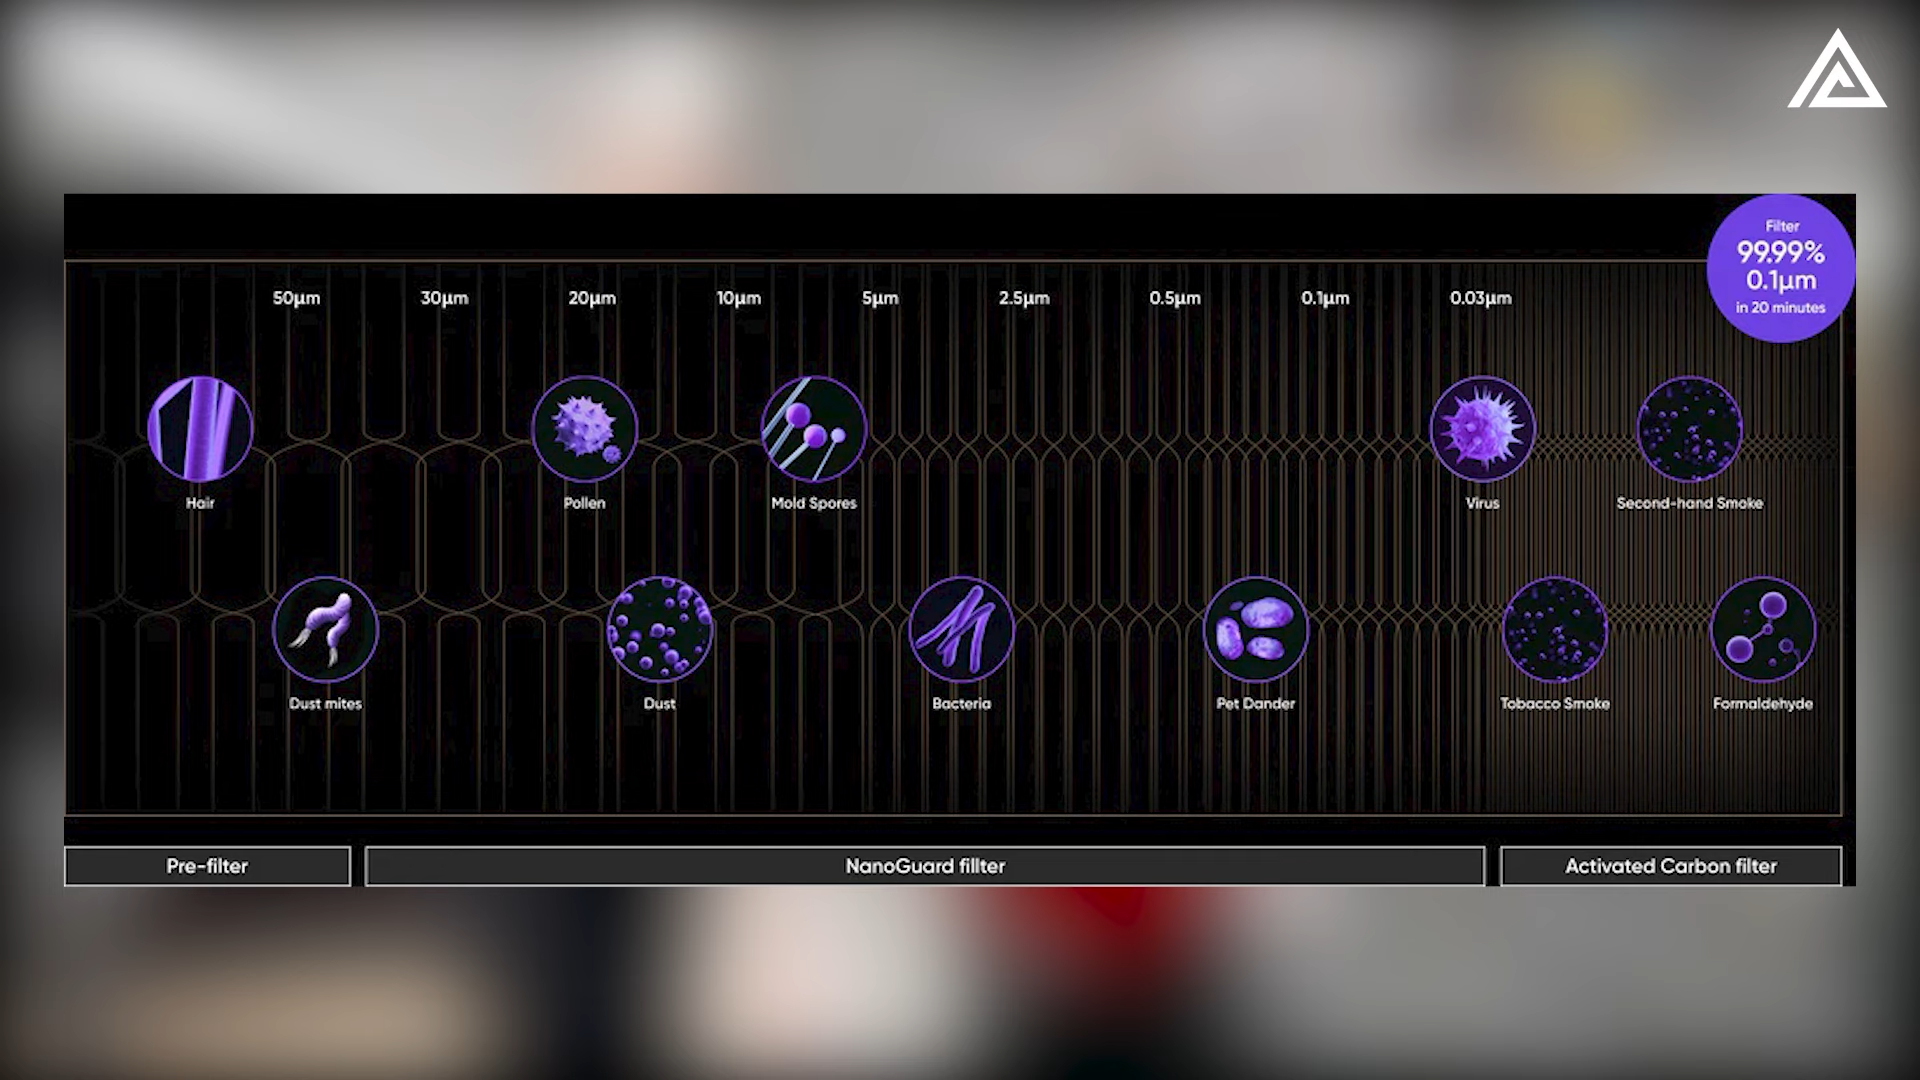 Filter
99.99%
0.1μm
in 20 minutes
50μm 30μm 20μm 10μm 5μm 2.5μm 0.5μm 0.1μm 0.03μm
Hair Pollen Mold Spores Virus Second-hand Smoke
Dust mites Dust Bacteria Pet Dander Tobacco Smoke Formaldehyde
Pre-filter NanoGuard fillter Activated Carbon filter